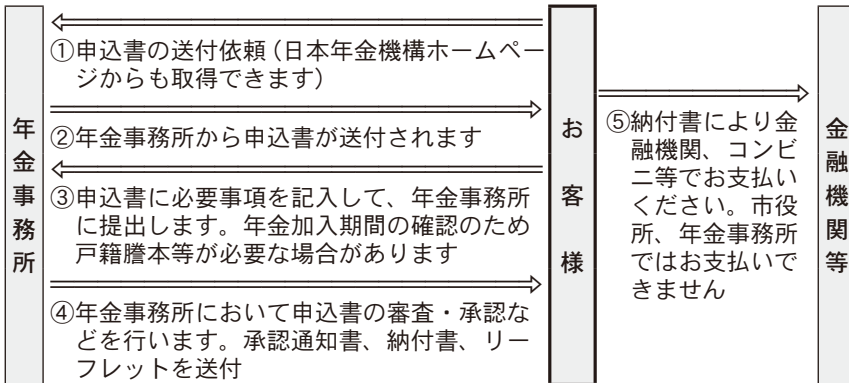 年金事務所
①申込書の送付依頼(日本年金機構ホームペー
ジからも取得できます)
②年金事務所から申込書が送付されます
③申込書に必要事項を記入して、年金事務所
に提出します。年金加入期間の確認のため
戸籍謄本等が必要な場合があります
④年金事務所において申込書の審査・承認な
どを行います。承認通知書、納付書、リー
フレットを送付
お客様
⑤納付書により金
融機関、コンビ
ニ等でお支払い
ください。市役
所、年金事務所
ではお支払いで
きません
金融機関等